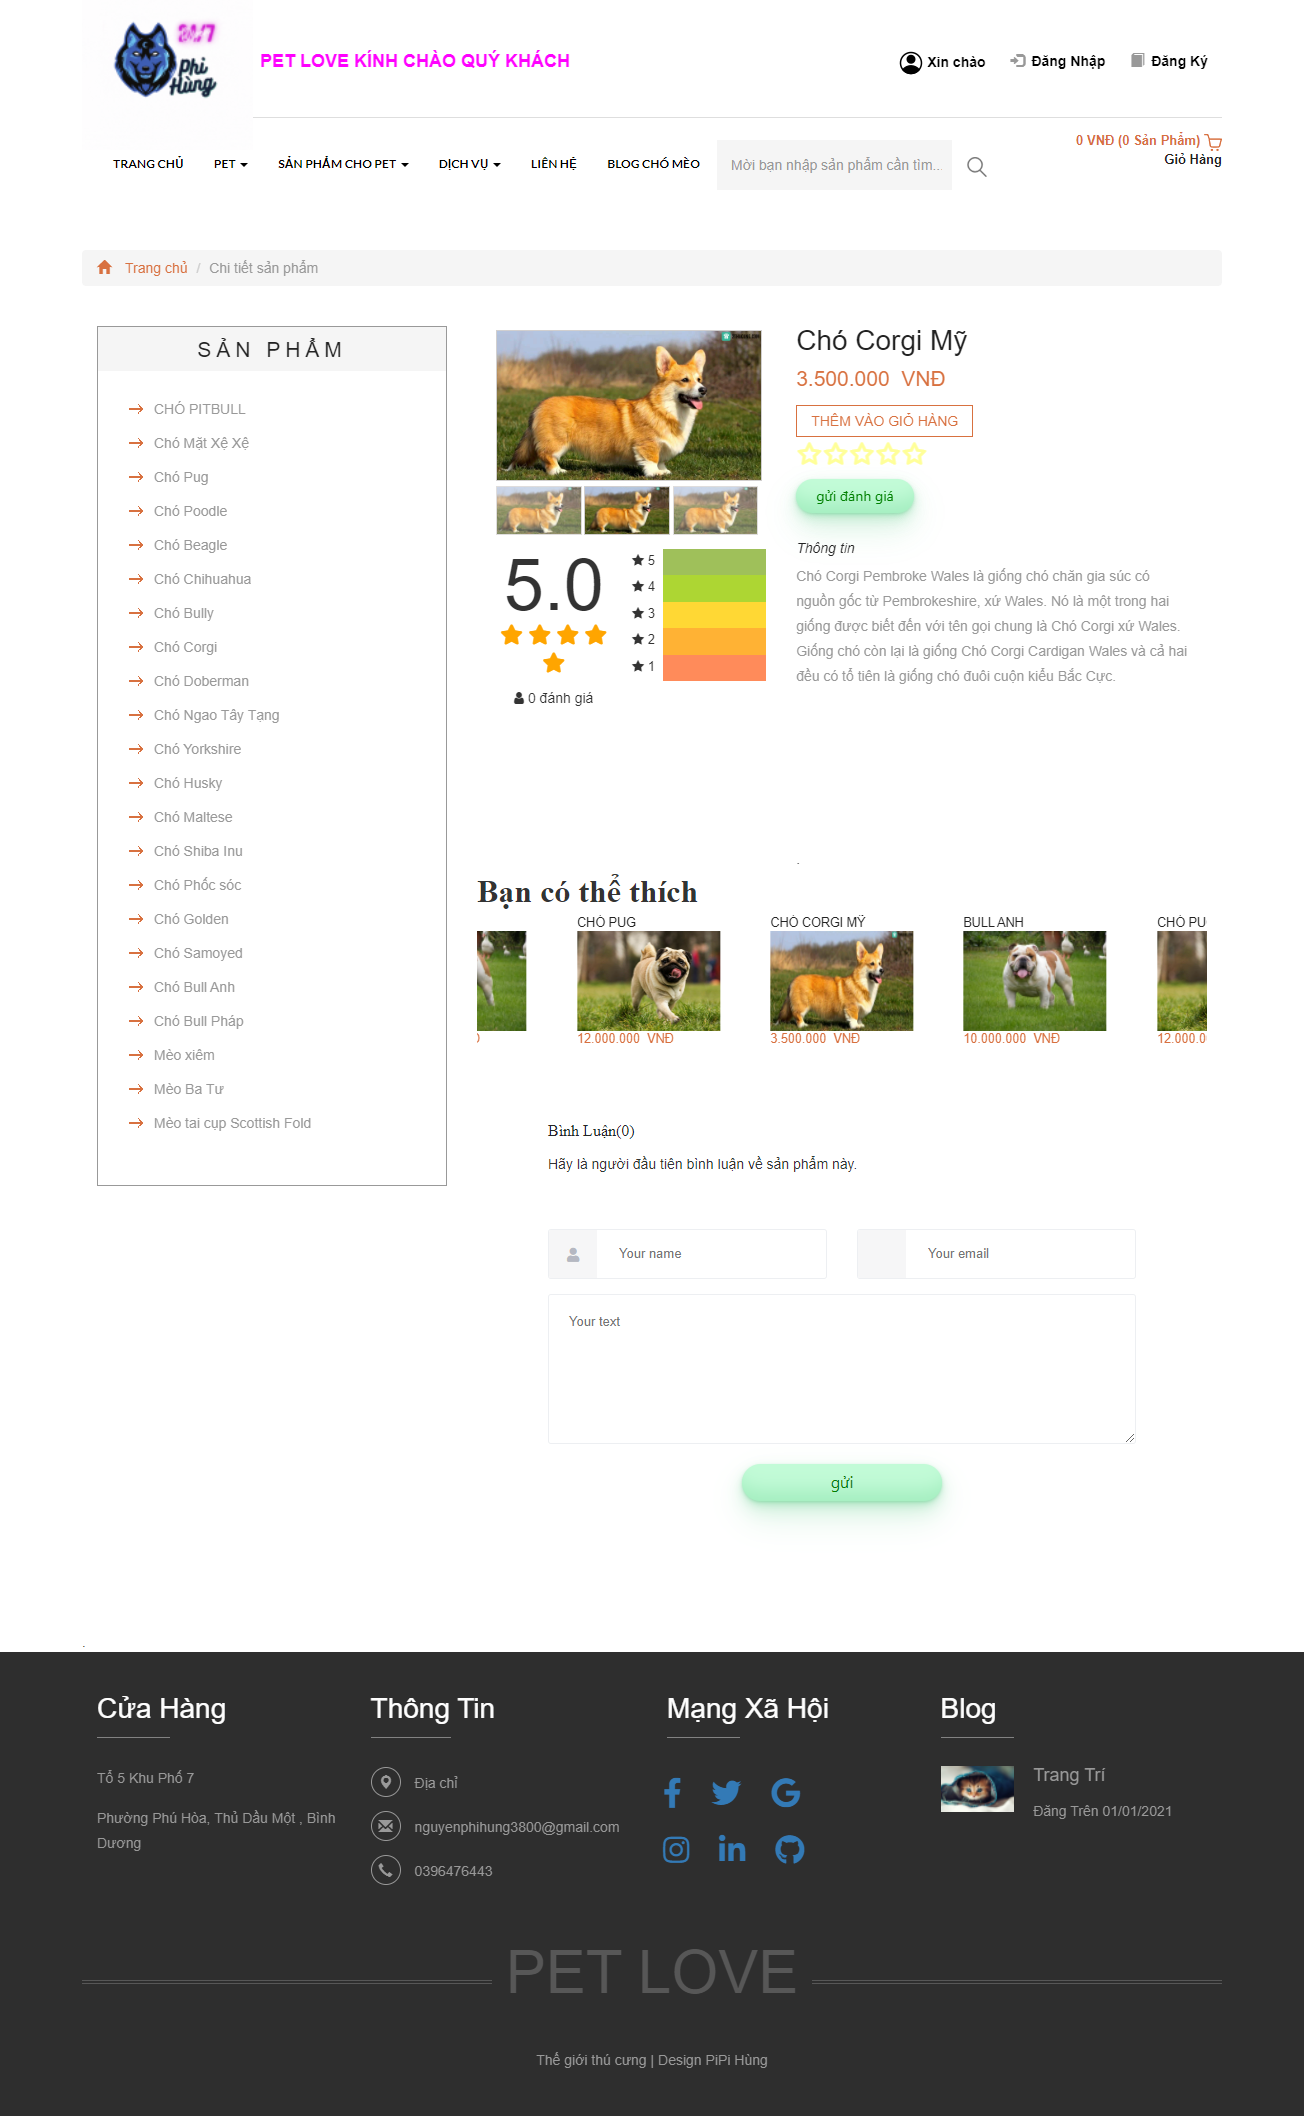 24/7
Phi
Hùng
PET LOVE KÍNH CHÀO QUÝ KHÁCH
Xin chào
Đăng Nhập
Đăng Ký
TRANG CHỦ
PET
SẢN PHẨM CHO PET
DỊCH VỤ
LIÊN HỆ
BLOG CHÓ MÈO
Mời bạn nhập sản phẩm cần tìm...
0 VNĐ (0 Sản Phẩm)
Giỏ Hàng
Trang chủ / Chi tiết sản phẩm
SẢN PHẨM
CHÓ PITBULL
Chó Mặt Xệ Xệ
Chó Pug
Chó Poodle
Chó Beagle
Chó Chihuahua
Chó Bully
Chó Corgi
Chó Doberman
Chó Ngao Tây Tạng
Chó Yorkshire
Chó Husky
Chó Maltese
Chó Shiba Inu
Chó Phốc sóc
Chó Golden
Chó Samoyed
Chó Bull Anh
Chó Bull Pháp
Mèo xiêm
Mèo Ba Tư
Mèo tai cụp Scottish Fold
5.0
5
4
3
2
1
0 đánh giá
Chó Corgi Mỹ
3.500.000 VNĐ
THÊM VÀO GIỎ HÀNG
gửi đánh giá
Thông tin
Chó Corgi Pembroke Wales là giống chó chăn gia súc có
nguồn gốc từ Pembrokeshire, xứ Wales. Nó là một trong hai
giống được biết đến với tên gọi chung là Chó Corgi xứ Wales.
Giống chó còn lại là giống Chó Corgi Cardigan Wales và cả hai
đều có tổ tiên là giống chó đuôi cuộn kiểu Bắc Cực.
.
Bạn có thể thích
CHÓ PUG
CHÓ CORGI MỸ
BULL ANH
CHÓ PU
12.000.000 VNĐ
3.500.000 VNĐ
10.000.000 VNĐ
12.000.0
Bình Luận(0)
Hãy là người đầu tiên bình luận về sản phẩm này.
Your name
Your email
Your text
gửi
.
Cửa Hàng
Tổ 5 Khu Phố 7
Phường Phú Hòa, Thủ Dầu Một , Bình
Dương
Thông Tin
Địa chỉ
nguyenphihung3800@gmail.com
0396476443
Mạng Xã Hội
Blog
Trang Trí
Đăng Trên 01/01/2021
PET LOVE
Thế giới thú cưng | Design PiPi Hùng